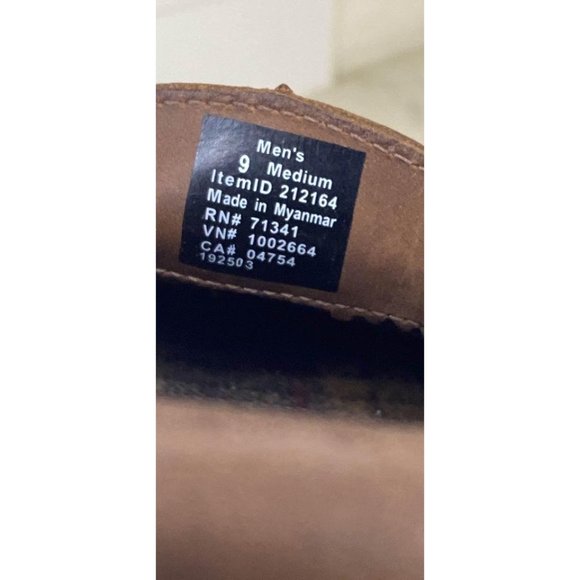 Men's
9 Medium
ItemID 212164
Made in Myanmar
RN# 71341
VN# 1002664
CA# 04754
192503